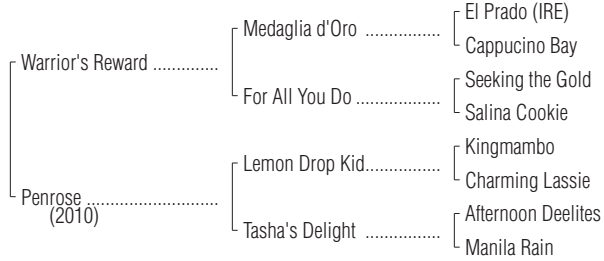 El Prado (IRE)
Medaglia d'Oro ................
Cappucino Bay
Warrior's Reward ..............
Seeking the Gold
For All You Do ..................
Salina Cookie
Kingmambo
Lemon Drop Kid................
Charming Lassie
Penrose ............................
(2010)
Afternoon Deelites
Tasha's Delight ................
Manila Rain